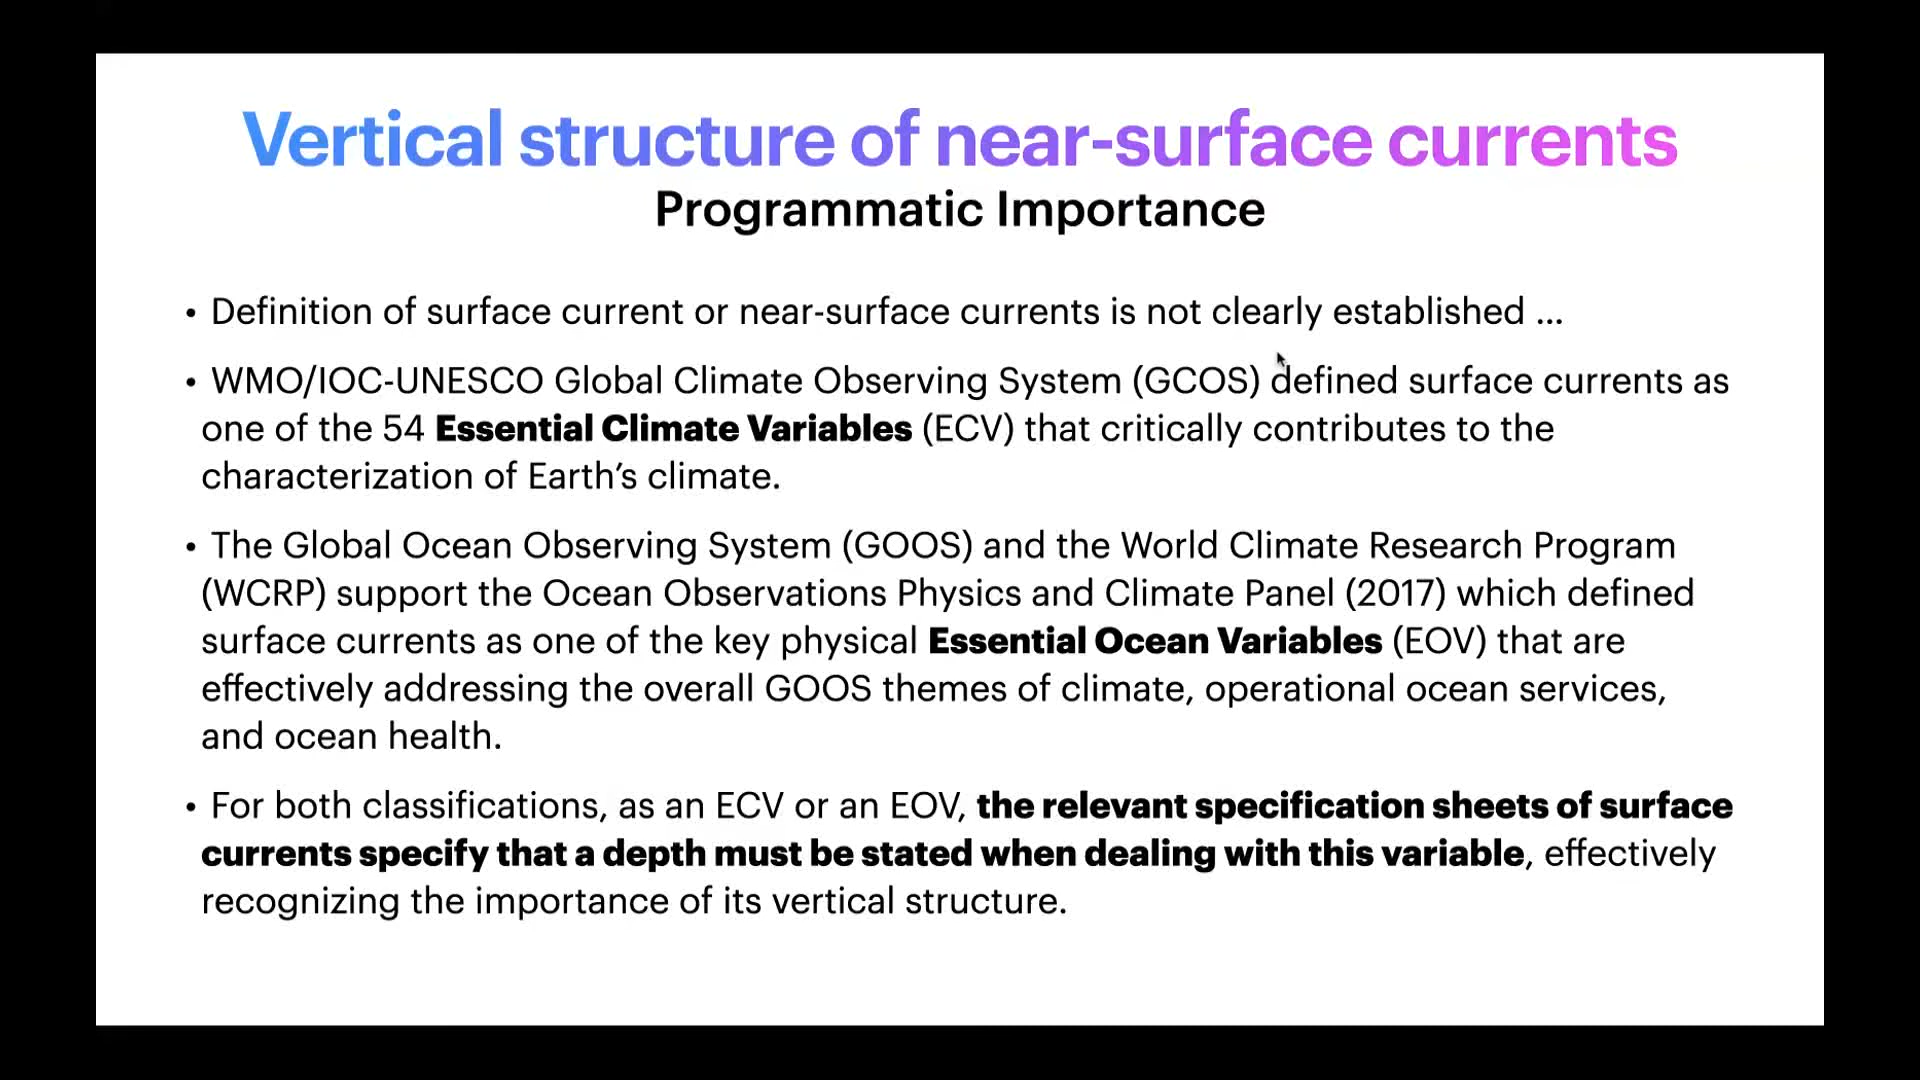 Vertical structure of near-surface currents
Programmatic Importance
• Definition of surface current or near-surface currents is not clearly established ...
• WMO/IOC-UNESCO Global Climate Observing System (GCOS) defined surface currents as
one of the 54 Essential Climate Variables (ECV) that critically contributes to the
characterization of Earth’s climate.
• The Global Ocean Observing System (GOOS) and the World Climate Research Program
(WCRP) support the Ocean Observations Physics and Climate Panel (2017) which defined
surface currents as one of the key physical Essential Ocean Variables (EOV) that are
effectively addressing the overall GOOS themes of climate, operational ocean services,
and ocean health.
• For both classifications, as an ECV or an EOV, the relevant specification sheets of surface
currents specify that a depth must be stated when dealing with this variable, effectively
recognizing the importance of its vertical structure.